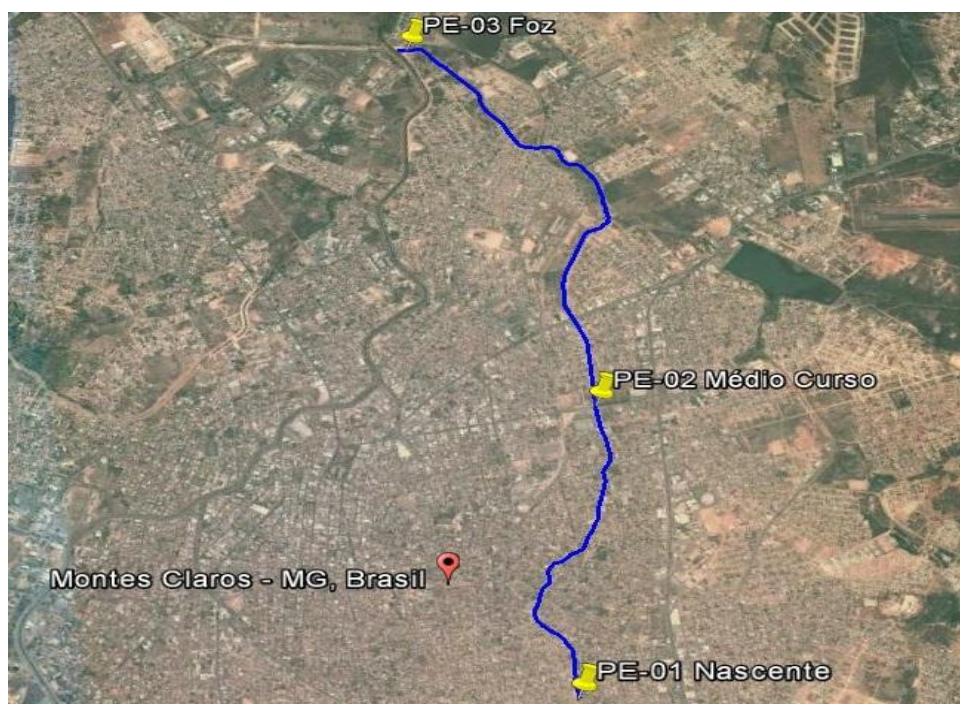 PE-03 Foz
PE-02 Médio Curso
Montes Claros - MG, Brasil
PE-01 Nascente